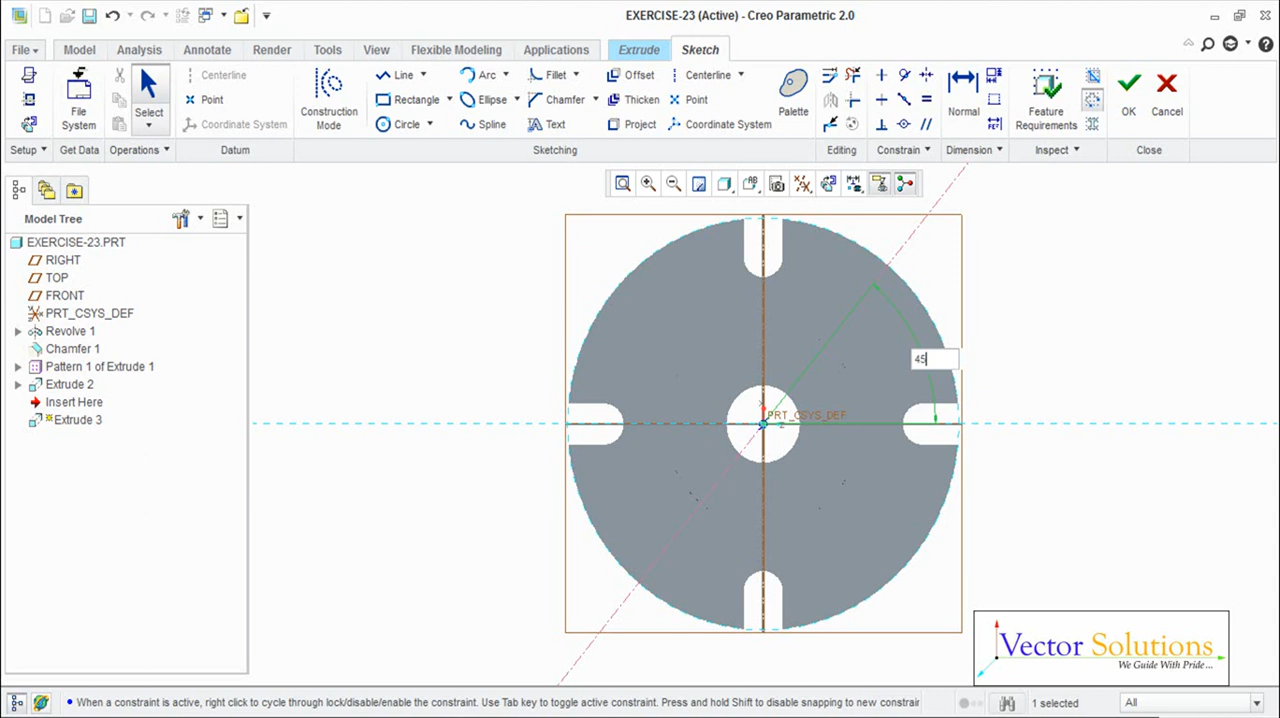 EXERCISE-23 (Active) - Creo Parametric 2.0
File Model Analysis Annotate Render Tools View Flexible Modeling Applications Extrude Sketch
Centerline Line Arc Fillet Offset Centerline
Point Rectangle Ellipse Chamfer Thicken Point
Coordinate System Circle Spline Text Project Coordinate System
File
System
Select
Construction
Mode
Palette
Normal
Feature
Requirements
OK
Cancel
Setup Get Data Operations Datum Sketching Editing Constrain Dimension Inspect Close
Model Tree
EXERCISE-23.PRT
RIGHT
TOP
FRONT
PRT_CSYS_DEF
Revolve 1
Chamfer 1
Pattern 1 of Extrude 1
Extrude 2
Insert Here
Extrude 3
45
PRT_CSYS_DEF
Vector Solutions
We Guide With Pride...
When a constraint is active, right click to cycle through lock/disable/enable the constraint. Use Tab key to toggle active constraint. Press and hold Shift to disable snapping to new constrain
1 selected
All